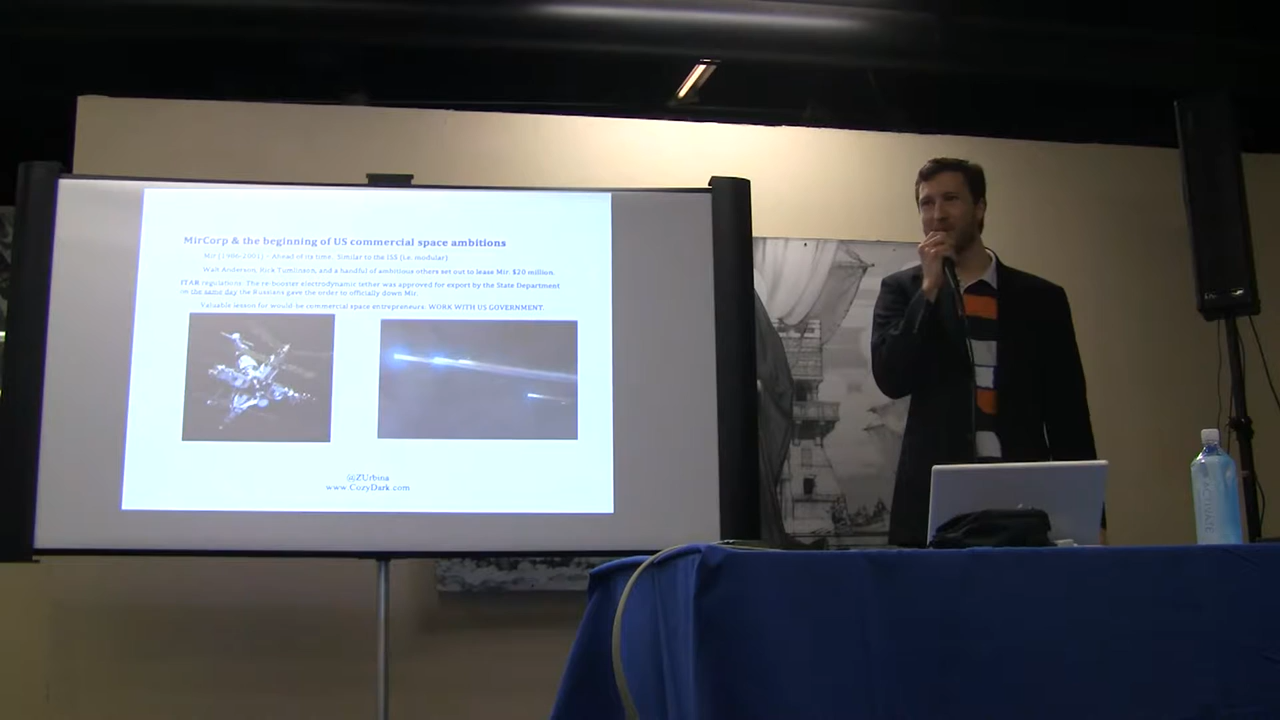 MirCorp & the beginning of US commercial space ambitions
Mir (1986-2001) - Ahead of its time. Similar to the ISS (i.e. modular)
Walt Anderson, Rick Tumlinson, and a handful of ambitious others set out to lease Mir. $20 million.
ITAR regulations. The re-booster electrodynamic tether was approved for export by the State Department
on the same day the Russians gave the order to officially down Mir.
Valuable lesson for would be commercial space entrepreneurs: WORK WITH US GOVERNMENT.
@ZUrbina
www.CozyDark.com
ACTIVATE